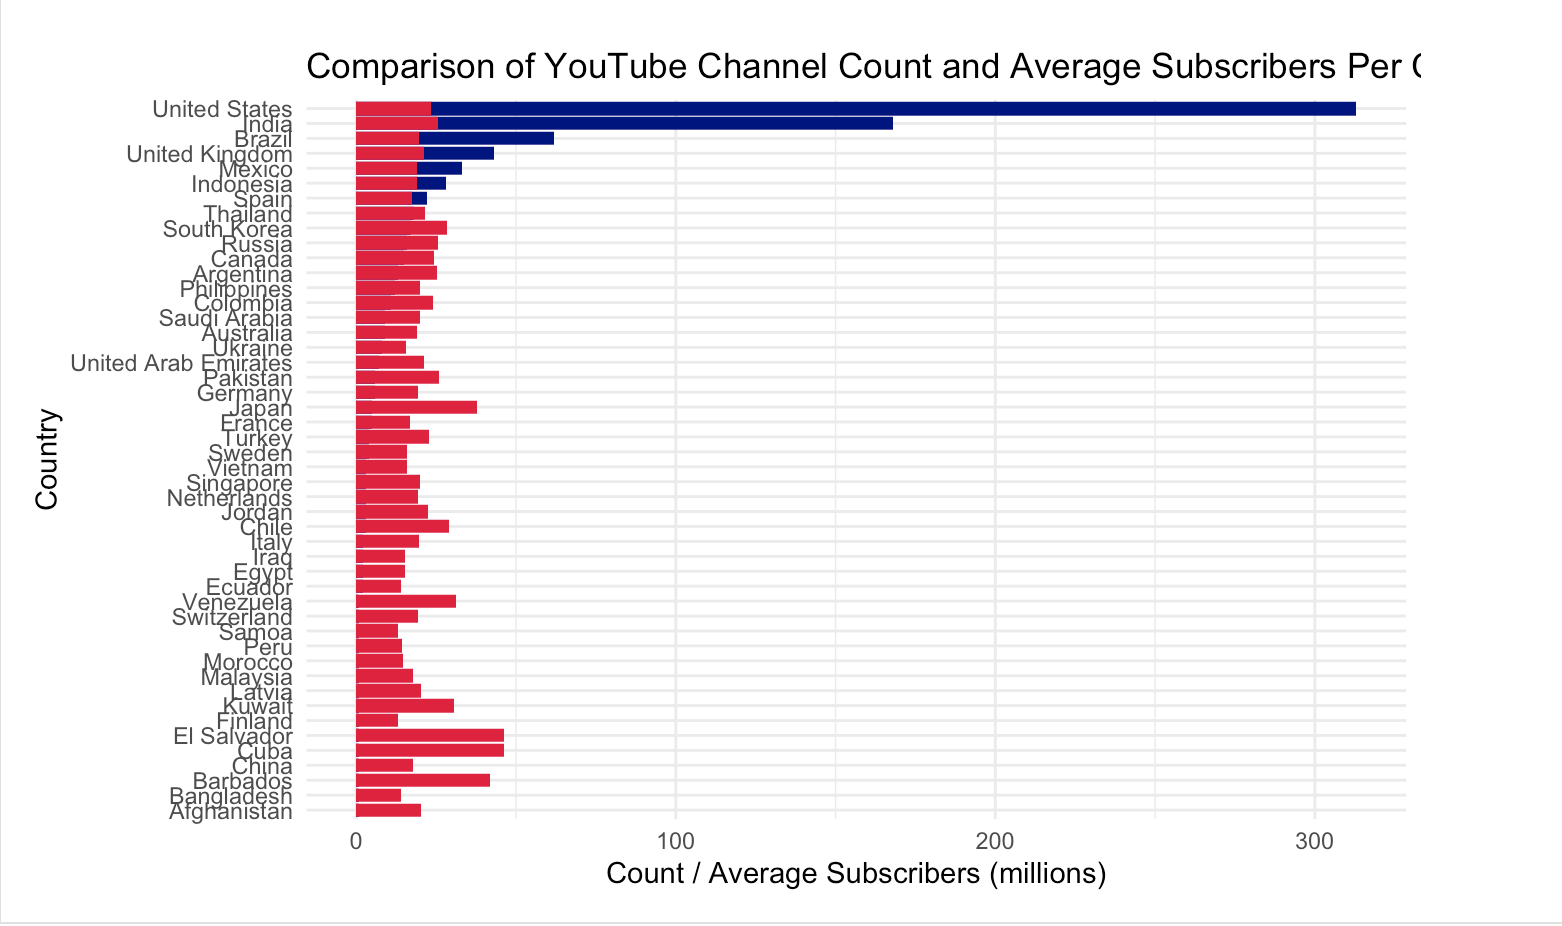 Comparison of YouTube Channel Count and Average Subscribers Per
United States
India
Brazil
United Kingdom
Mexico
Indonesia
Spain
Thailand
South Korea
Russia
Canada
Argentina
Philippines
Colombia
Saudi Arabia
Australia
Ukraine
United Arab Emirates
Pakistan
Germany
Japan
France
Turkey
Sweden
Vietnam
Singapore
Netherlands
Jordan
Chile
Italy
Iraq
Egypt
Ecuador
Venezuela
Switzerland
Samoa
Peru
Morocco
Malaysia
Latvia
Kuwait
Finland
El Salvador
Cuba
China
Barbados
Bangladesh
Afghanistan
Country
0 100 200 300
Count / Average Subscribers (millions)